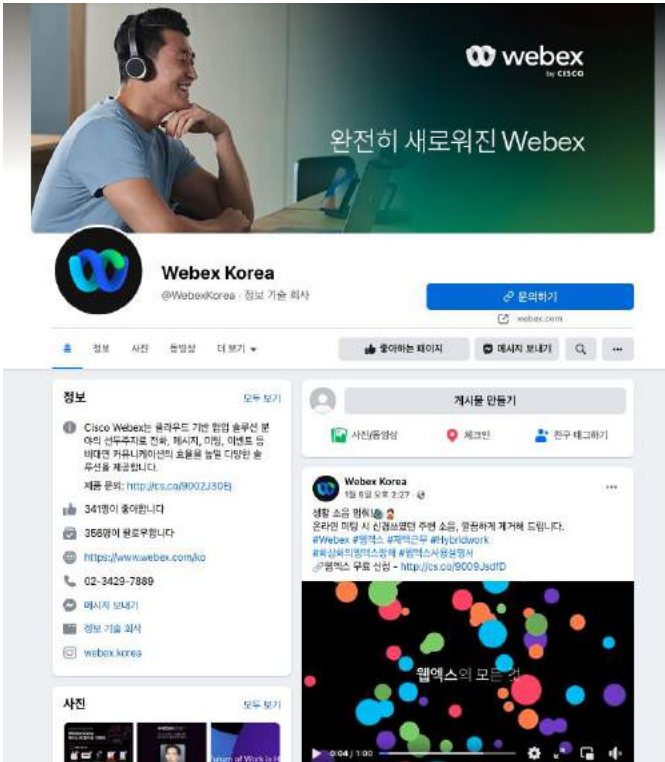 webex
by CISCO
완전히 새로워진 Webex
Webex Korea
@WebexKorea · 정보 기술 회사
문의하기
webex.com
홈
정보
사진
동영상
더 보기
좋아하는 페이지
메시지 보내기
정보
모두 보기
Cisco Webex는 클라우드 기반 협업 솔루션 분
야의 선두주자로 전화, 메시지, 미팅, 이벤트 등
비대면 커뮤니케이션의 효율을 높일 다양한 솔
루션을 제공합니다.
제품 문의: http://cs.co/9002J30Ej
341명이 좋아합니다
356명이 팔로우합니다
https://www.webex.com/ko
02-3429-7889
메시지 보내기
정보 기술 회사
webex.korea
사진
모두 보기
게시물 만들기
사진/동영상
체크인
친구 태그하기
Webex Korea
1월 5일 오후 2:27 ·
생활 소음 멈춰!
온라인 미팅 시 신경쓰였던 주변 소음, 깔끔하게 제거해 드립니다.
#Webex #웹엑스 #재택근무 #Hybridwork
#화상회의웹엑스랑해 #웹엑스사용설명서
웹엑스 무료 신청 - http://cs.co/9009JsdfD
웹엑스의 모든 것
0:04 / 1:00